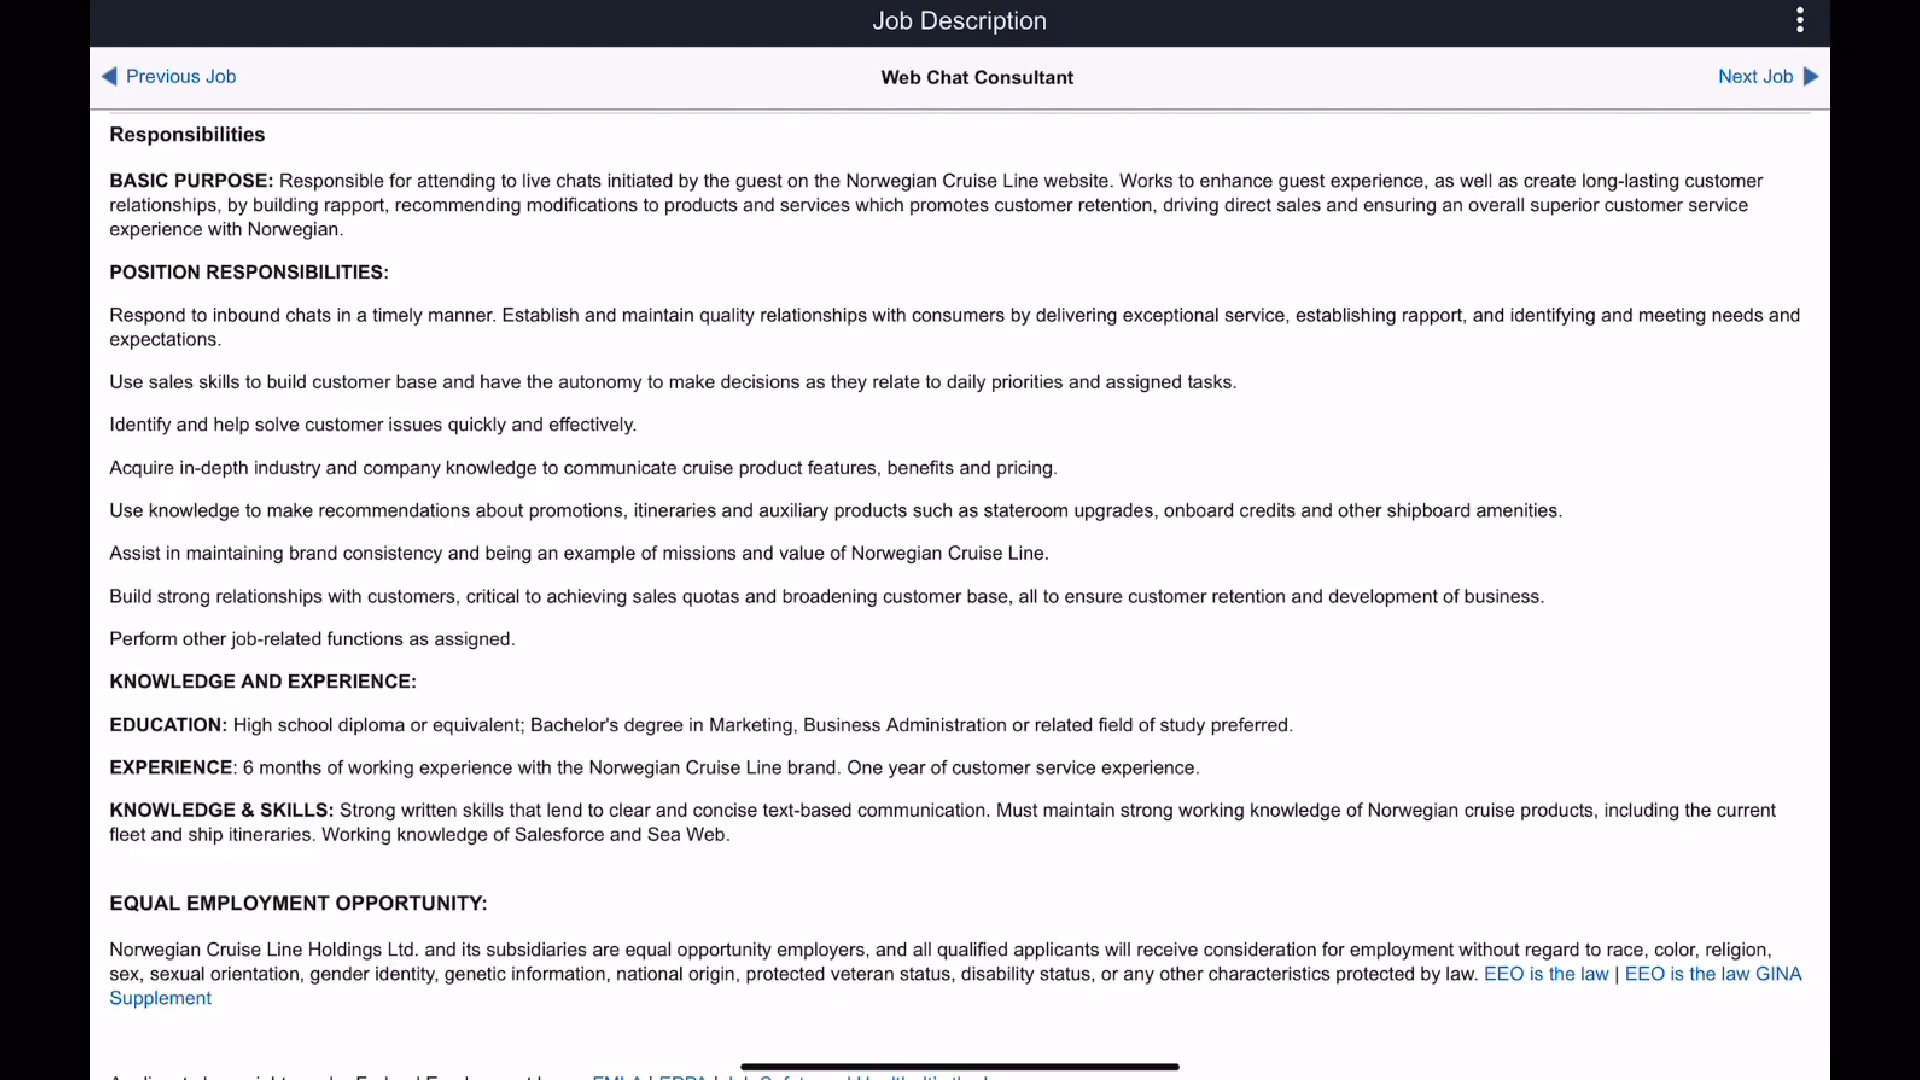 Job Description
Previous Job
Web Chat Consultant
Next Job
Responsibilities
BASIC PURPOSE: Responsible for attending to live chats initiated by the guest on the Norwegian Cruise Line website. Works to enhance guest experience, as well as create long-lasting customer
relationships, by building rapport, recommending modifications to products and services which promotes customer retention, driving direct sales and ensuring an overall superior customer service
experience with Norwegian.
POSITION RESPONSIBILITIES:
Respond to inbound chats in a timely manner. Establish and maintain quality relationships with consumers by delivering exceptional service, establishing rapport, and identifying and meeting needs and
expectations.
Use sales skills to build customer base and have the autonomy to make decisions as they relate to daily priorities and assigned tasks.
Identify and help solve customer issues quickly and effectively.
Acquire in-depth industry and company knowledge to communicate cruise product features, benefits and pricing.
Use knowledge to make recommendations about promotions, itineraries and auxiliary products such as stateroom upgrades, onboard credits and other shipboard amenities.
Assist in maintaining brand consistency and being an example of missions and value of Norwegian Cruise Line.
Build strong relationships with customers, critical to achieving sales quotas and broadening customer base, all to ensure customer retention and development of business.
Perform other job-related functions as assigned.
KNOWLEDGE AND EXPERIENCE:
EDUCATION: High school diploma or equivalent; Bachelor's degree in Marketing, Business Administration or related field of study preferred.
EXPERIENCE: 6 months of working experience with the Norwegian Cruise Line brand. One year of customer service experience.
KNOWLEDGE & SKILLS: Strong written skills that lend to clear and concise text-based communication. Must maintain strong working knowledge of Norwegian cruise products, including the current
fleet and ship itineraries. Working knowledge of Salesforce and Sea Web.
EQUAL EMPLOYMENT OPPORTUNITY:
Norwegian Cruise Line Holdings Ltd. and its subsidiaries are equal opportunity employers, and all qualified applicants will receive consideration for employment without regard to race, color, religion,
sex, sexual orientation, gender identity, genetic information, national origin, protected veteran status, disability status, or any other characteristics protected by law. EEO is the law | EEO is the law GINA
Supplement